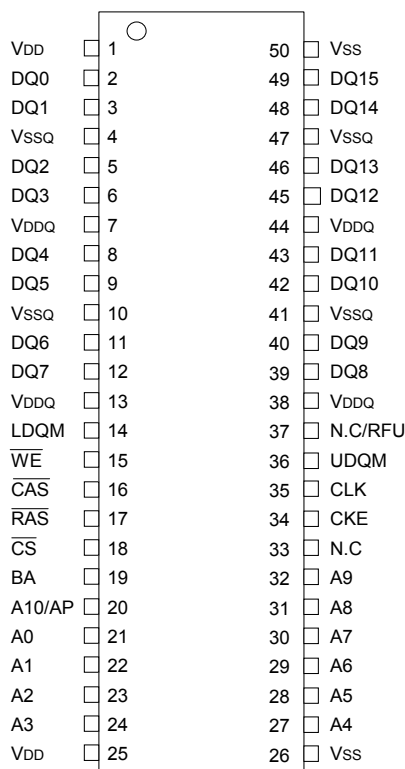 VDD 1 50 VSS
DQ0 2 49 DQ15
DQ1 3 48 DQ14
VSSQ 4 47 VSSQ
DQ2 5 46 DQ13
DQ3 6 45 DQ12
VDDQ 7 44 VDDQ
DQ4 8 43 DQ11
DQ5 9 42 DQ10
VSSQ 10 41 VSSQ
DQ6 11 40 DQ9
DQ7 12 39 DQ8
VDDQ 13 38 VDDQ
LDQM 14 37 N.C/RFU
W̅E̅ 15 36 UDQM
C̅A̅S̅ 16 35 CLK
R̅A̅S̅ 17 34 CKE
C̅S̅ 18 33 N.C
BA 19 32 A9
A10/AP 20 31 A8
A0 21 30 A7
A1 22 29 A6
A2 23 28 A5
A3 24 27 A4
VDD 25 26 VSS